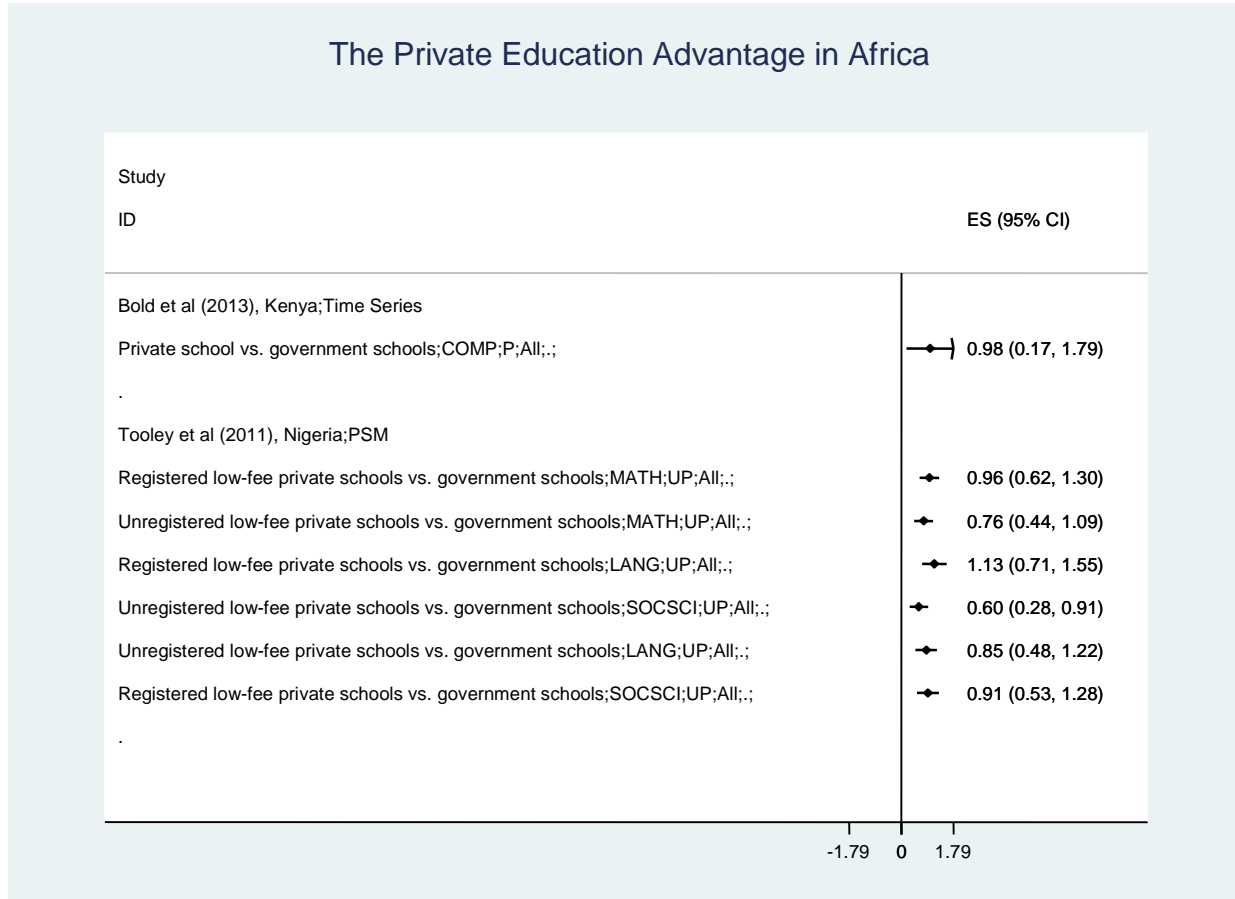 The Private Education Advantage in Africa
Study
ID ES (95% CI)
Bold et al (2013), Kenya;Time Series
Private school vs. government schools;COMP;P;All;.; 0.98 (0.17, 1.79)
.
Tooley et al (2011), Nigeria;PSM
Registered low-fee private schools vs. government schools;MATH;UP;All;.; 0.96 (0.62, 1.30)
Unregistered low-fee private schools vs. government schools;MATH;UP;All;.; 0.76 (0.44, 1.09)
Registered low-fee private schools vs. government schools;LANG;UP;All;.; 1.13 (0.71, 1.55)
Unregistered low-fee private schools vs. government schools;SOCSCI;UP;All;.; 0.60 (0.28, 0.91)
Unregistered low-fee private schools vs. government schools;LANG;UP;All;.; 0.85 (0.48, 1.22)
Registered low-fee private schools vs. government schools;SOCSCI;UP;All;.; 0.91 (0.53, 1.28)
.
-1.79 0 1.79